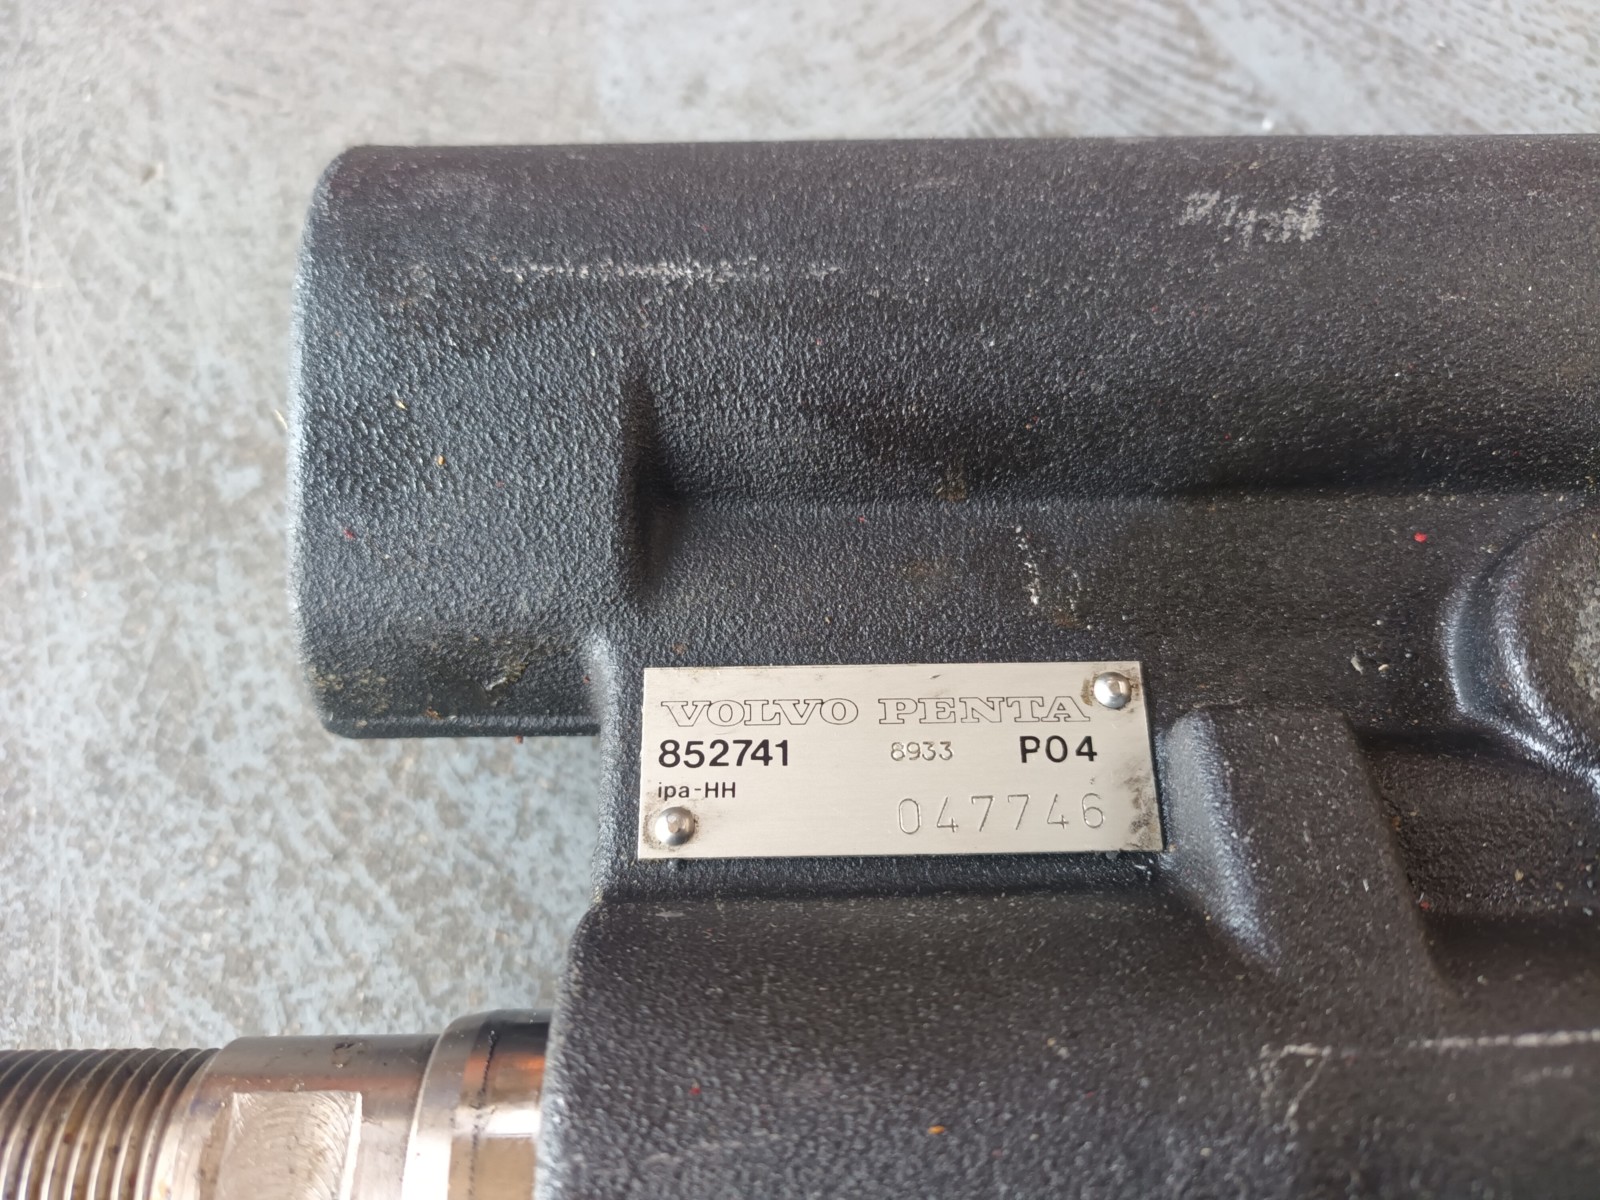 VOLVO PENTA
852741 8933 P04
ipa-HH
047746